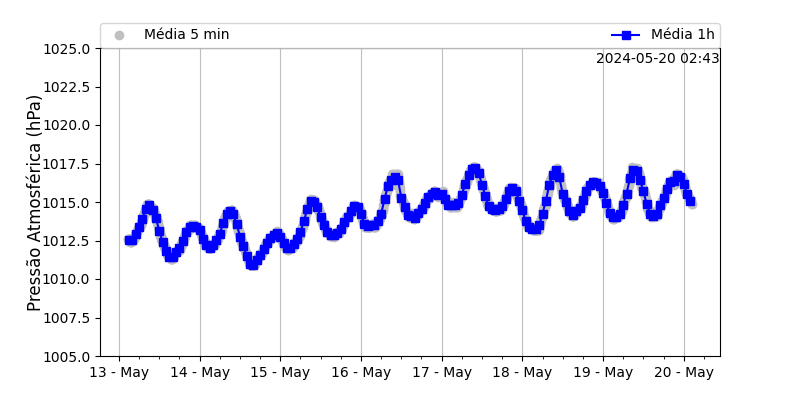 Média 5 min
Média 1h
2024-05-20 02:43
Pressão Atmosférica (hPa)
1025.0
1022.5
1020.0
1017.5
1015.0
1012.5
1010.0
1007.5
1005.0
13 - May 14 - May 15 - May 16 - May 17 - May 18 - May 19 - May 20 - May